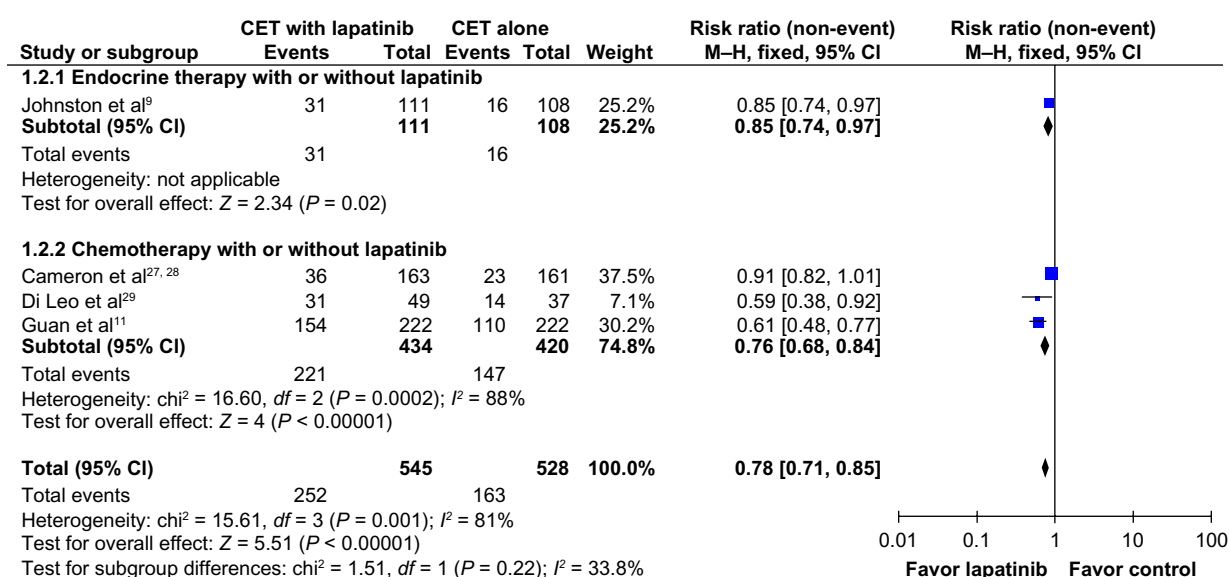 CET with lapatinib CET alone Risk ratio (non-event) Risk ratio (non-event)
Study or subgroup Events Total Events Total Weight M–H, fixed, 95% CI M–H, fixed, 95% CI
1.2.1 Endocrine therapy with or without lapatinib
Johnston et al⁹ 31 111 16 108 25.2% 0.85 [0.74, 0.97]
Subtotal (95% CI) 111 108 25.2% 0.85 [0.74, 0.97]
Total events 31 16
Heterogeneity: not applicable
Test for overall effect: Z = 2.34 (P = 0.02)
1.2.2 Chemotherapy with or without lapatinib
Cameron et al²⁷, ²⁸ 36 163 23 161 37.5% 0.91 [0.82, 1.01]
Di Leo et al²⁹ 31 49 14 37 7.1% 0.59 [0.38, 0.92]
Guan et al¹¹ 154 222 110 222 30.2% 0.61 [0.48, 0.77]
Subtotal (95% CI) 434 420 74.8% 0.76 [0.68, 0.84]
Total events 221 147
Heterogeneity: chi² = 16.60, df = 2 (P = 0.0002); I² = 88%
Test for overall effect: Z = 4 (P < 0.00001)
Total (95% CI) 545 528 100.0% 0.78 [0.71, 0.85]
Total events 252 163
Heterogeneity: chi² = 15.61, df = 3 (P = 0.001); I² = 81%
Test for overall effect: Z = 5.51 (P < 0.00001)
Test for subgroup differences: chi² = 1.51, df = 1 (P = 0.22); I² = 33.8%
0.01 0.1 1 10 100
Favor lapatinib Favor control